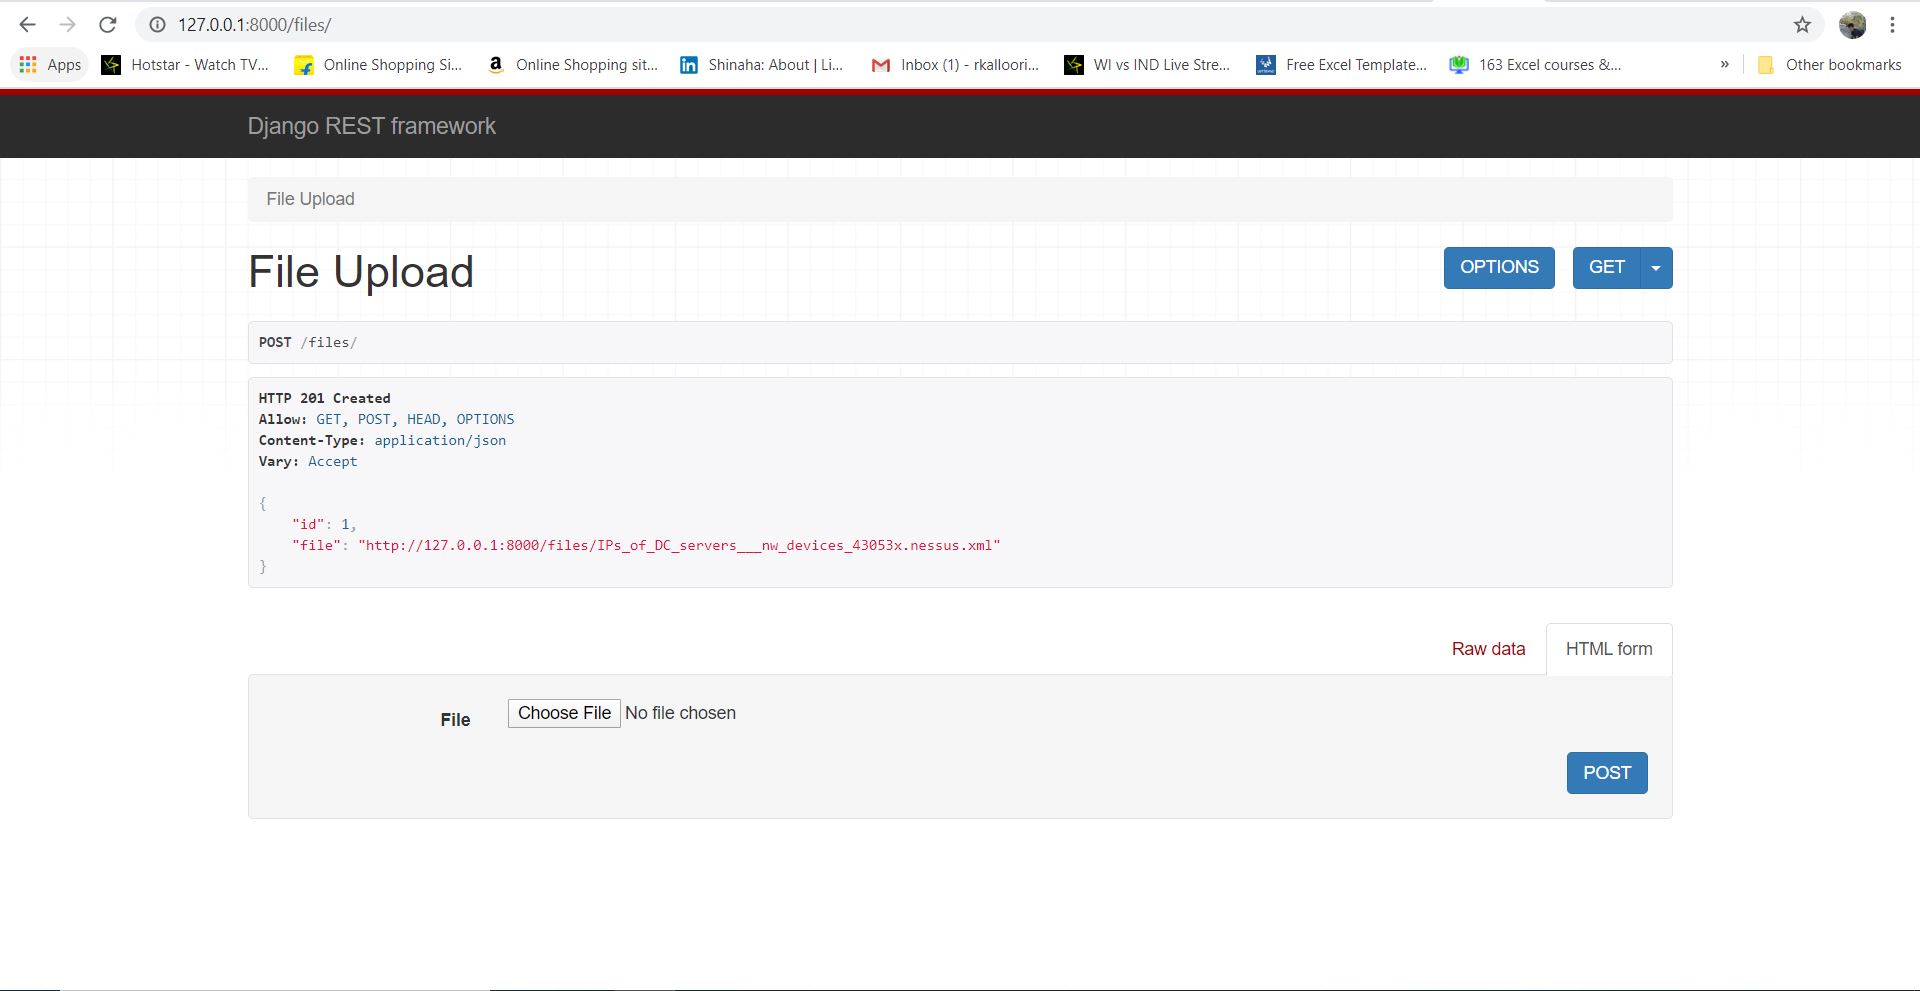 127.0.0.1:8000/files/
Apps Hotstar - Watch TV... Online Shopping Si... Online Shopping sit... Shinaha: About | Li... Inbox (1) - rkalloori... WI vs IND Live Stre... Free Excel Template... 163 Excel courses &... » Other bookmarks
Django REST framework
File Upload
File Upload OPTIONS GET
POST /files/
HTTP 201 Created
Allow: GET, POST, HEAD, OPTIONS
Content-Type: application/json
Vary: Accept
{
"id": 1,
"file": "http://127.0.0.1:8000/files/IPs_of_DC_servers___nw_devices_43053x.nessus.xml"
}
Raw data HTML form
File Choose File No file chosen
POST